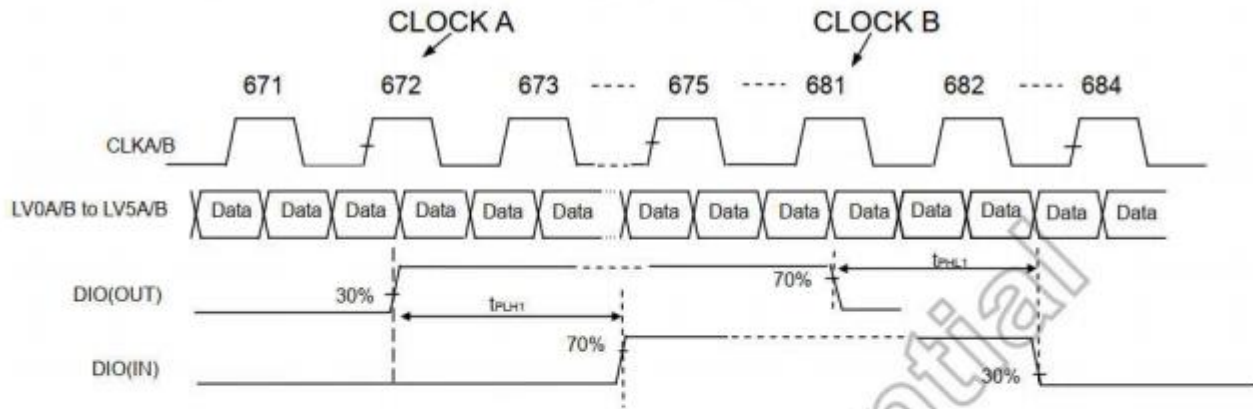 CLOCK A CLOCK B
671 672 673 ---- 675 ---- 681 682 --- 684
CLKA/B
LV0A/B to LV5A/B Data Data Data Data Data Data Data Data Data Data Data Data Data Data
DIO(OUT) 30% tPLH1 70% tPHL1
DIO(IN) 70% 30%
ntial